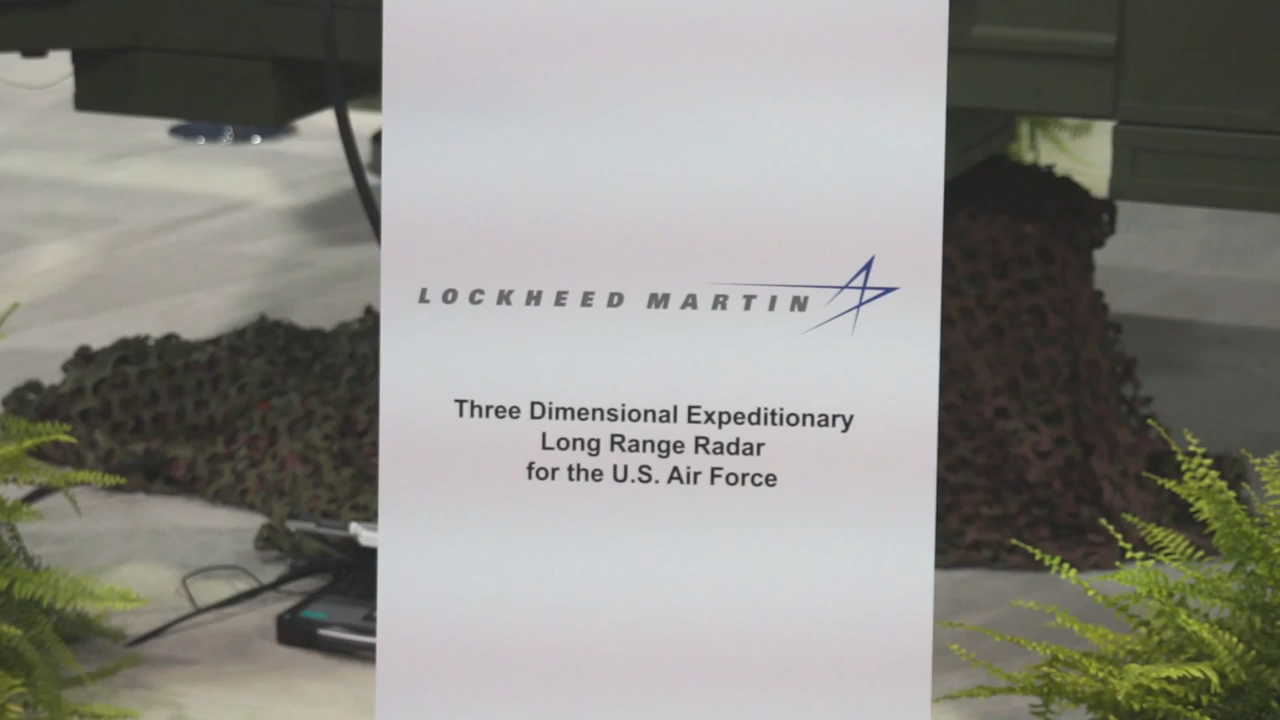 LOCKHEED MARTIN
Three Dimensional Expeditionary
Long Range Radar
for the U.S. Air Force